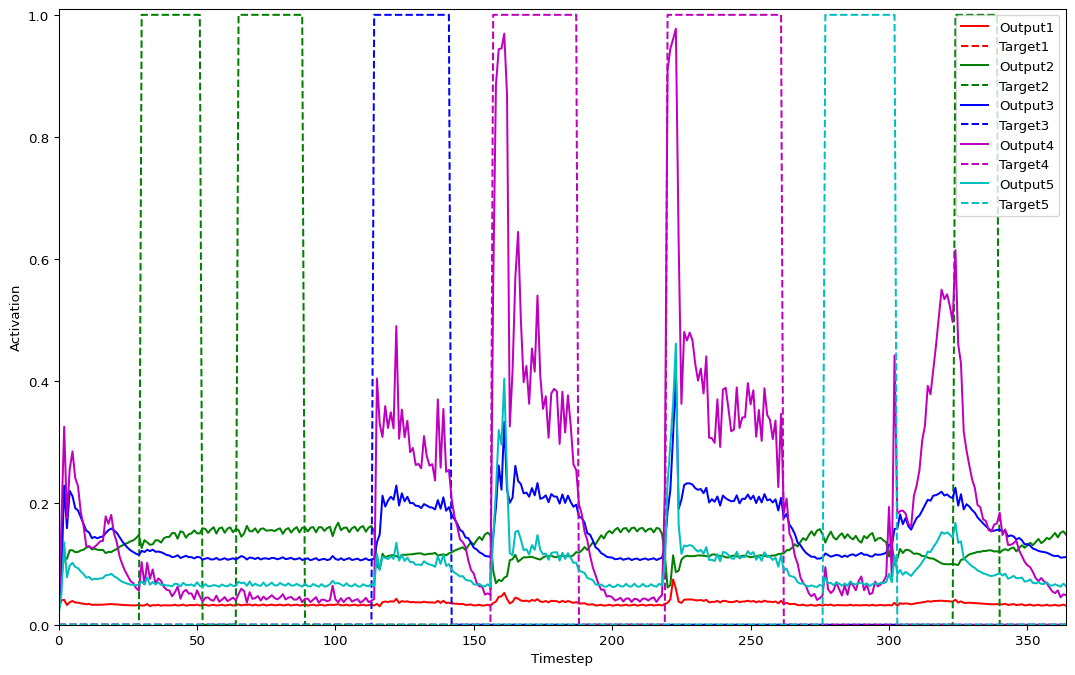 1.0
0.8
0.6
0.4
0.2
0.0
Activation
0
50
100
150
200
250
300
350
Timestep
Output1
Target1
Output2
Target2
Output3
Target3
Output4
Target4
Output5
Target5